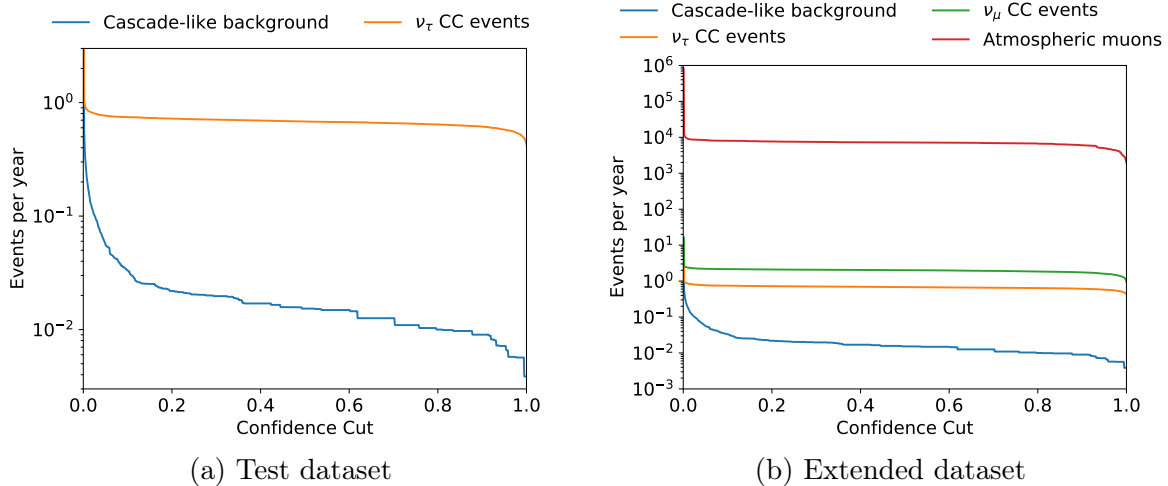 Cascade-like background
ν_τ CC events
10^0
10^-1
10^-2
Events per year
0.0 0.2 0.4 0.6 0.8 1.0
Confidence Cut
(a) Test dataset
Cascade-like background
ν_τ CC events
ν_μ CC events
Atmospheric muons
10^6
10^5
10^4
10^3
10^2
10^1
10^0
10^-1
10^-2
10^-3
Events per year
0.0 0.2 0.4 0.6 0.8 1.0
Confidence Cut
(b) Extended dataset